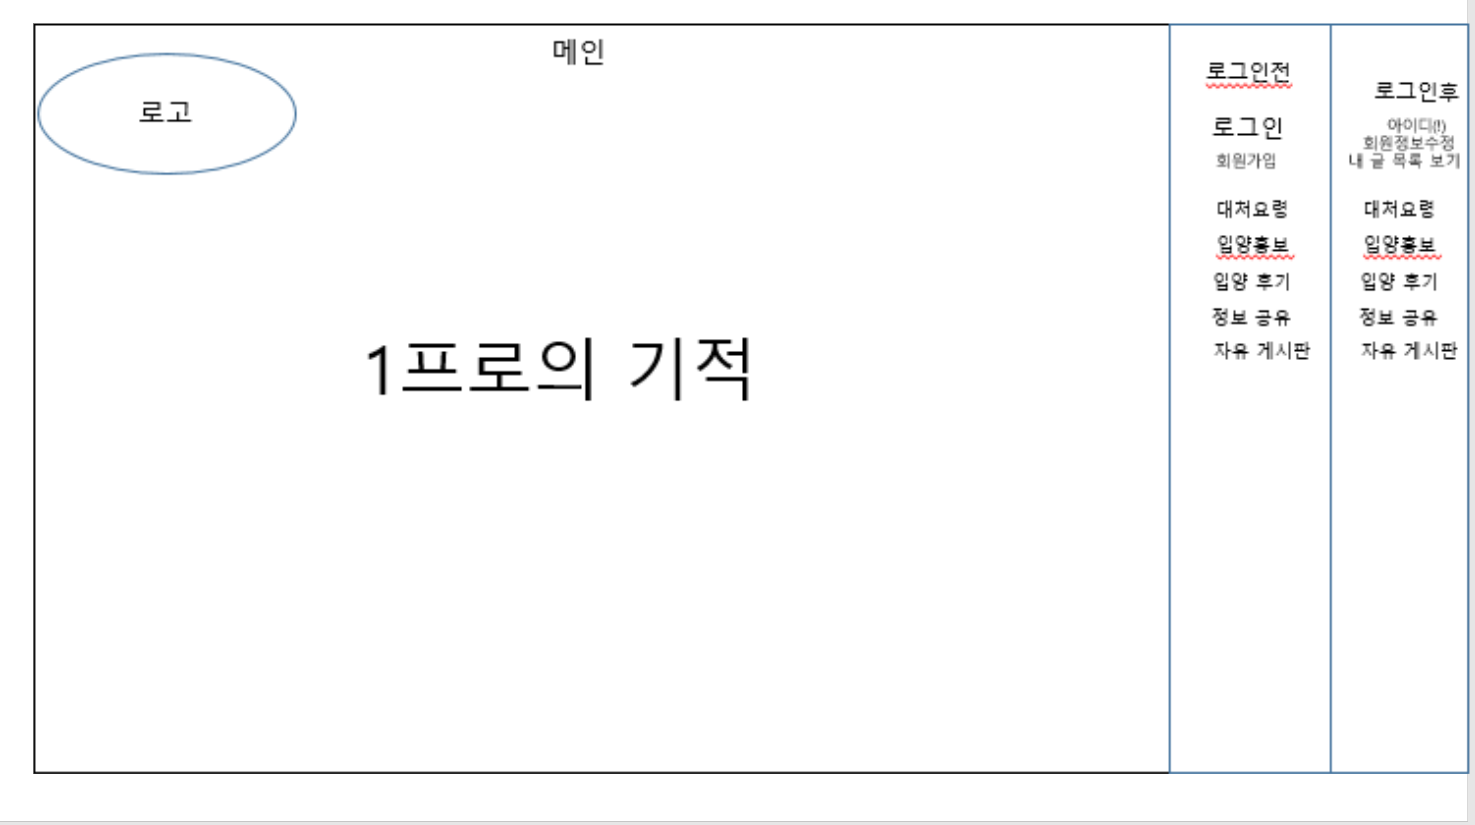 메인
로고
1프로의 기적
로그인전
로그인
회원가입
대처요령
입양홍보
입양 후기
정보 공유
자유 게시판
로그인후
아이디(!)
회원정보수정
내 글 목록 보기
대처요령
입양홍보
입양 후기
정보 공유
자유 게시판